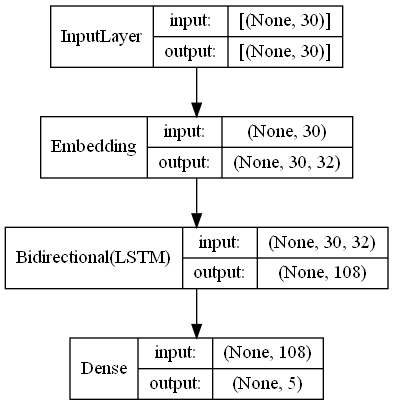 InputLayer
input: [(None, 30)]
output: [(None, 30)]
Embedding
input: (None, 30)
output: (None, 30, 32)
Bidirectional(LSTM)
input: (None, 30, 32)
output: (None, 108)
Dense
input: (None, 108)
output: (None, 5)